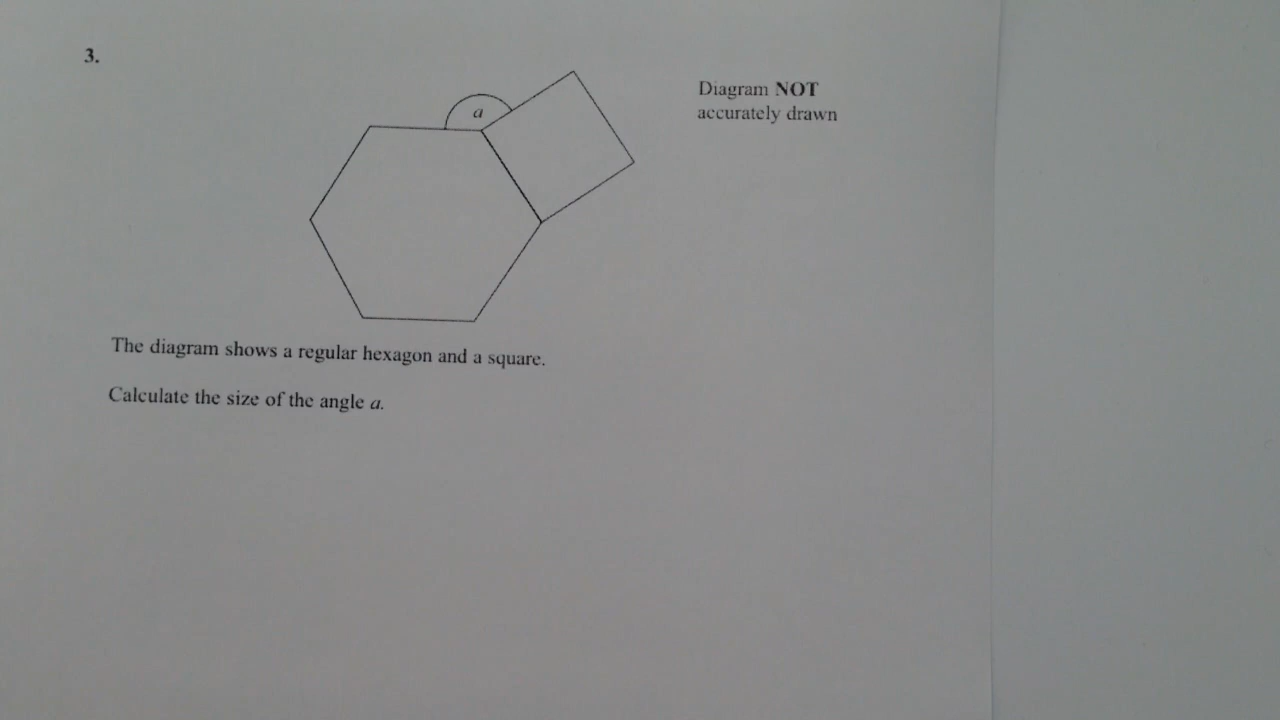 3.
a
Diagram NOT
accurately drawn
The diagram shows a regular hexagon and a square.
Calculate the size of the angle a.